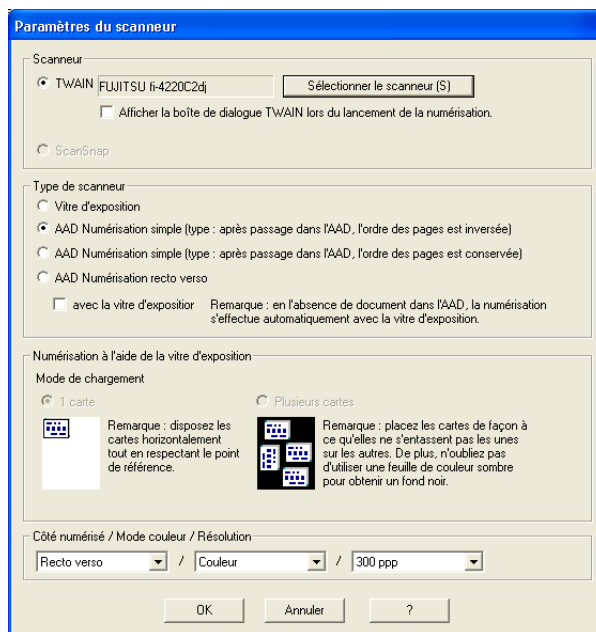 Paramètres du scanneur
Scanneur
TWAIN FUJITSU fi-4220C2dj Sélectionner le scanneur (S)
Afficher la boîte de dialogue TWAIN lors du lancement de la numérisation.
ScanSnap
Type de scanneur
Vitre d'exposition
AAD Numérisation simple (type : après passage dans l'AAD, l'ordre des pages est inversée)
AAD Numérisation simple (type : après passage dans l'AAD, l'ordre des pages est conservée)
AAD Numérisation recto verso
avec la vitre d'expositior Remarque : en l'absence de document dans l'AAD, la numérisation
s'effectue automatiquement avec la vitre d'exposition.
Numérisation à l'aide de la vitre d'exposition
Mode de chargement
1 carte
Remarque : disposez les
cartes horizontalement
tout en respectant le point
de référence.
Plusieurs cartes
Remarque : placez les cartes de façon à
ce qu'elles ne s'entassent pas les unes
sur les autres. De plus, n'oubliez pas
d'utiliser une feuille de couleur sombre
pour obtenir un fond noir.
Côté numérisé / Mode couleur / Résolution
Recto verso / Couleur / 300 ppp
OK Annuler ?